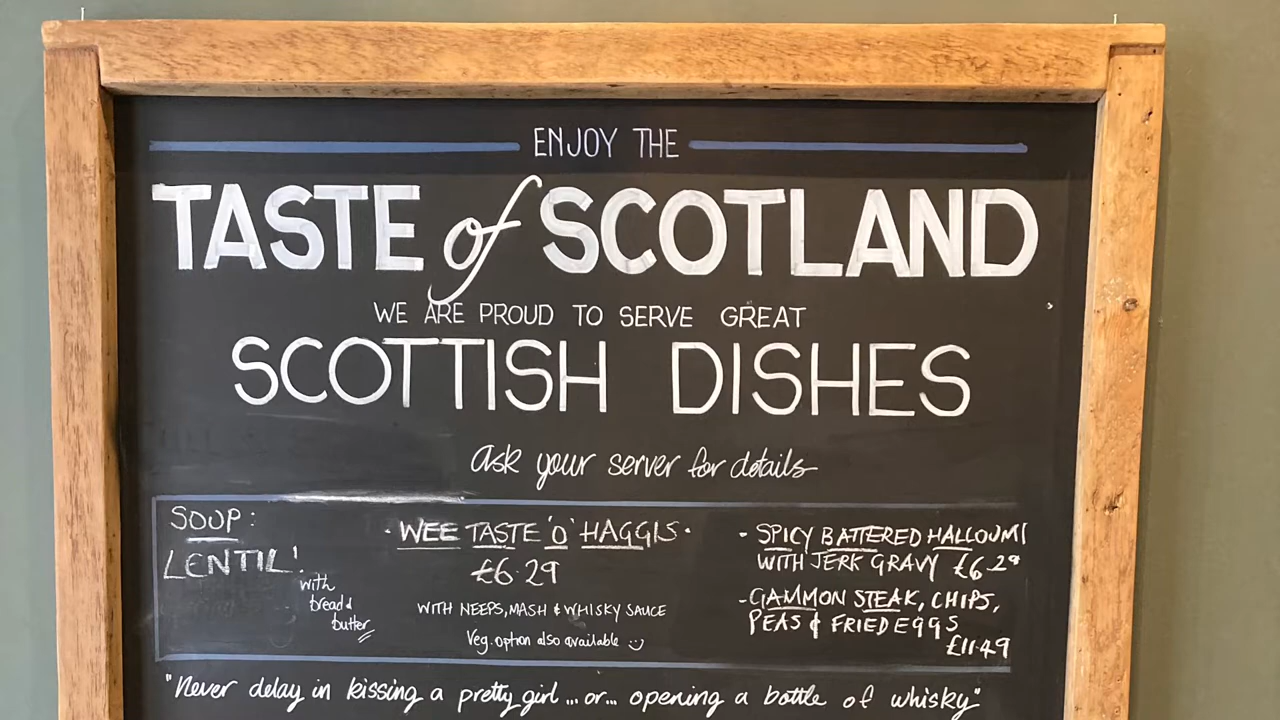 ENJOY THE
TASTE of SCOTLAND
WE ARE PROUD TO SERVE GREAT
SCOTTISH DISHES
Ask your server for details
SOUP:
LENTIL!
with
bread &
butter
· WEE TASTE 'O' HAGGIS ·
£6.29
WITH NEEPS, MASH & WHISKY SAUCE
Veg. option also available :)
- SPICY BATTERED HALLOUMI
WITH JERK GRAVY £6.29
- GAMMON STEAK, CHIPS,
PEAS & FRIED EGGS
£11.49
"Never delay in kissing a pretty girl... or... opening a bottle of whisky"